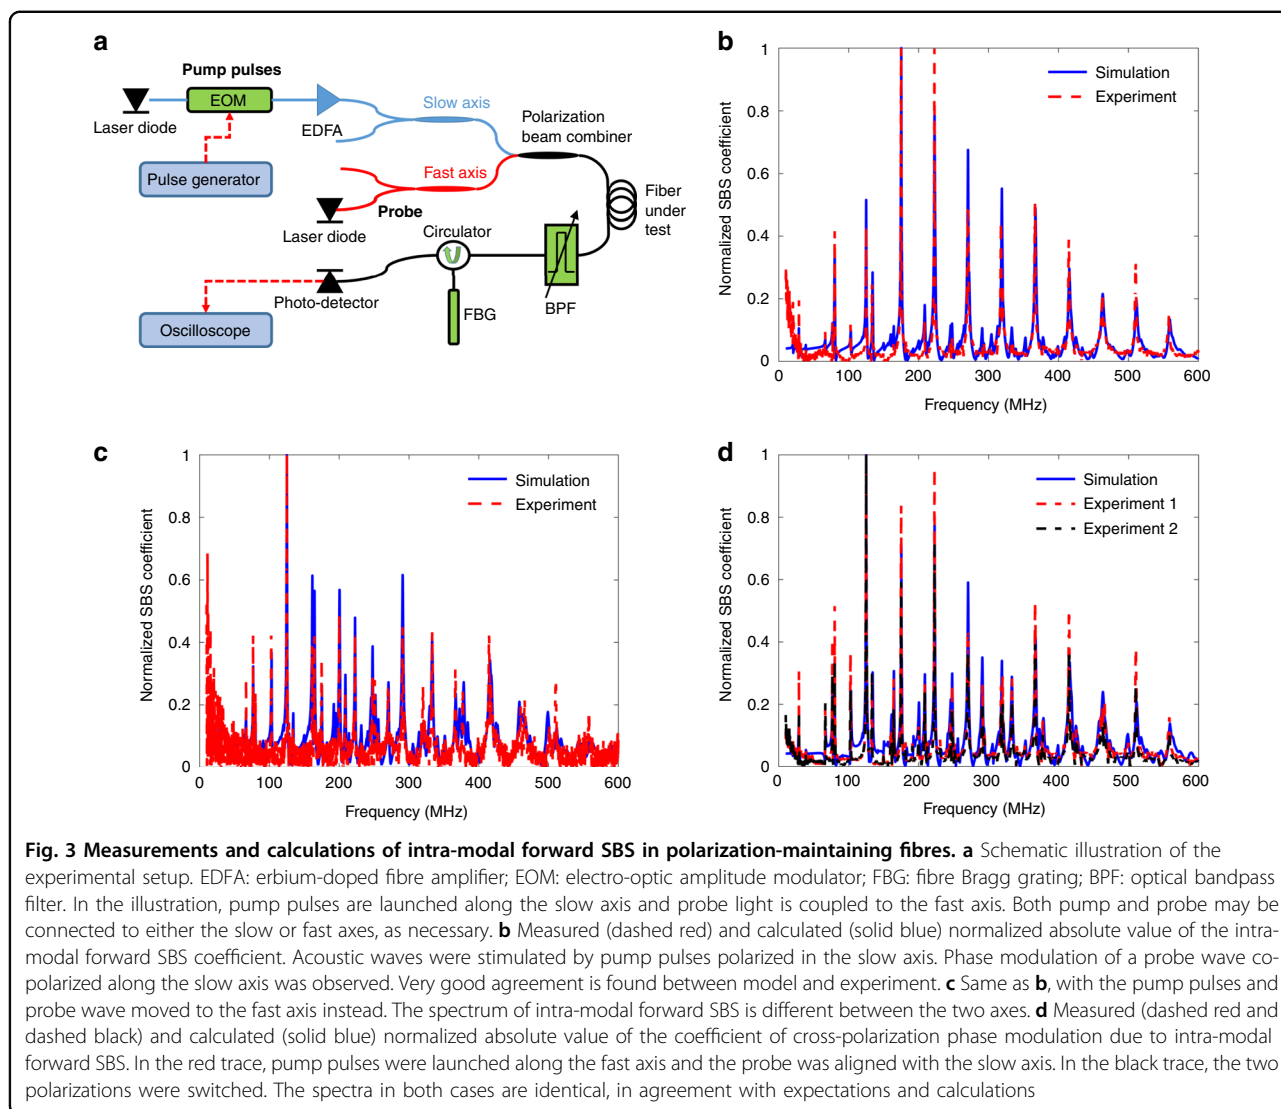 a
Pump pulses
EOM
Laser diode
EDFA
Slow axis
Polarization
beam combiner
Pulse generator
Fast axis
Probe
Laser diode
Fiber
under
test
Circulator
Photo-detector
FBG
BPF
Oscilloscope
b
Normalized SBS coefficient
1
0.8
0.6
0.4
0.2
0
Simulation
Experiment
0 100 200 300 400 500 600
Frequency (MHz)
c
Normalized SBS coefficient
1
0.8
0.6
0.4
0.2
0
Simulation
Experiment
0 100 200 300 400 500 600
Frequency (MHz)
d
Normalized SBS coefficient
1
0.8
0.6
0.4
0.2
0
Simulation
Experiment 1
Experiment 2
0 100 200 300 400 500 600
Frequency (MHz)
Fig. 3 Measurements and calculations of intra-modal forward SBS in polarization-maintaining fibres. a Schematic illustration of the
experimental setup. EDFA: erbium-doped fibre amplifier; EOM: electro-optic amplitude modulator; FBG: fibre Bragg grating; BPF: optical bandpass
filter. In the illustration, pump pulses are launched along the slow axis and probe light is coupled to the fast axis. Both pump and probe may be
connected to either the slow or fast axes, as necessary. b Measured (dashed red) and calculated (solid blue) normalized absolute value of the intra-
modal forward SBS coefficient. Acoustic waves were stimulated by pump pulses polarized in the slow axis. Phase modulation of a probe wave co-
polarized along the slow axis was observed. Very good agreement is found between model and experiment. c Same as b, with the pump pulses and
probe wave moved to the fast axis instead. The spectrum of intra-modal forward SBS is different between the two axes. d Measured (dashed red and
dashed black) and calculated (solid blue) normalized absolute value of the coefficient of cross-polarization phase modulation due to intra-modal
forward SBS. In the red trace, pump pulses were launched along the fast axis and the probe was aligned with the slow axis. In the black trace, the two
polarizations were switched. The spectra in both cases are identical, in agreement with expectations and calculations